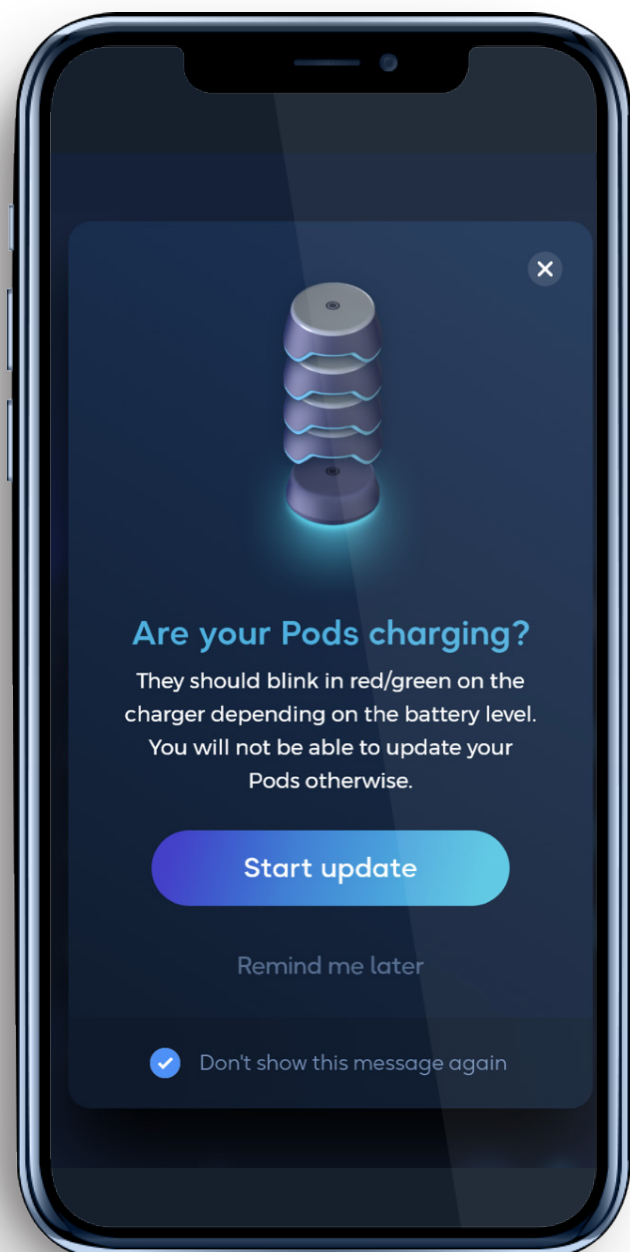 Are your Pods charging?
They should blink in red/green on the
charger depending on the battery level.
You will not be able to update your
Pods otherwise.
Start update
Remind me later
Don't show this message again